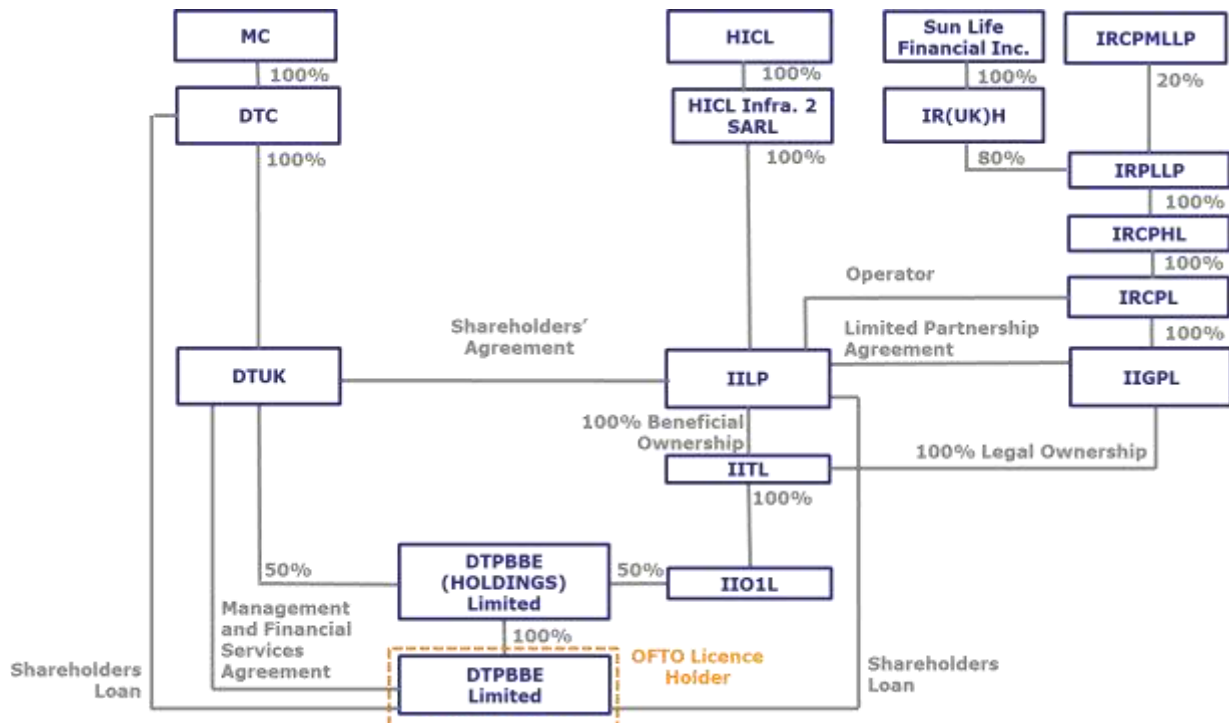 MC
HICL
Sun Life
Financial Inc.
IRCPMLLP
100%
100%
100%
20%
DTC
HICL Infra. 2
SARL
IR(UK)H
100%
100%
80%
IRPLLP
100%
IRCPHL
100%
Operator
IRCPL
Shareholders’
Agreement
Limited Partnership
Agreement
100%
DTUK
IILP
IIGPL
100% Beneficial
Ownership
100% Legal Ownership
IITL
100%
50%
DTPBBE
(HOLDINGS)
Limited
50%
IIO1L
Management
and Financial
Services
Agreement
100%
OFTO Licence
Holder
Shareholders
Loan
DTPBBE
Limited
Shareholders
Loan